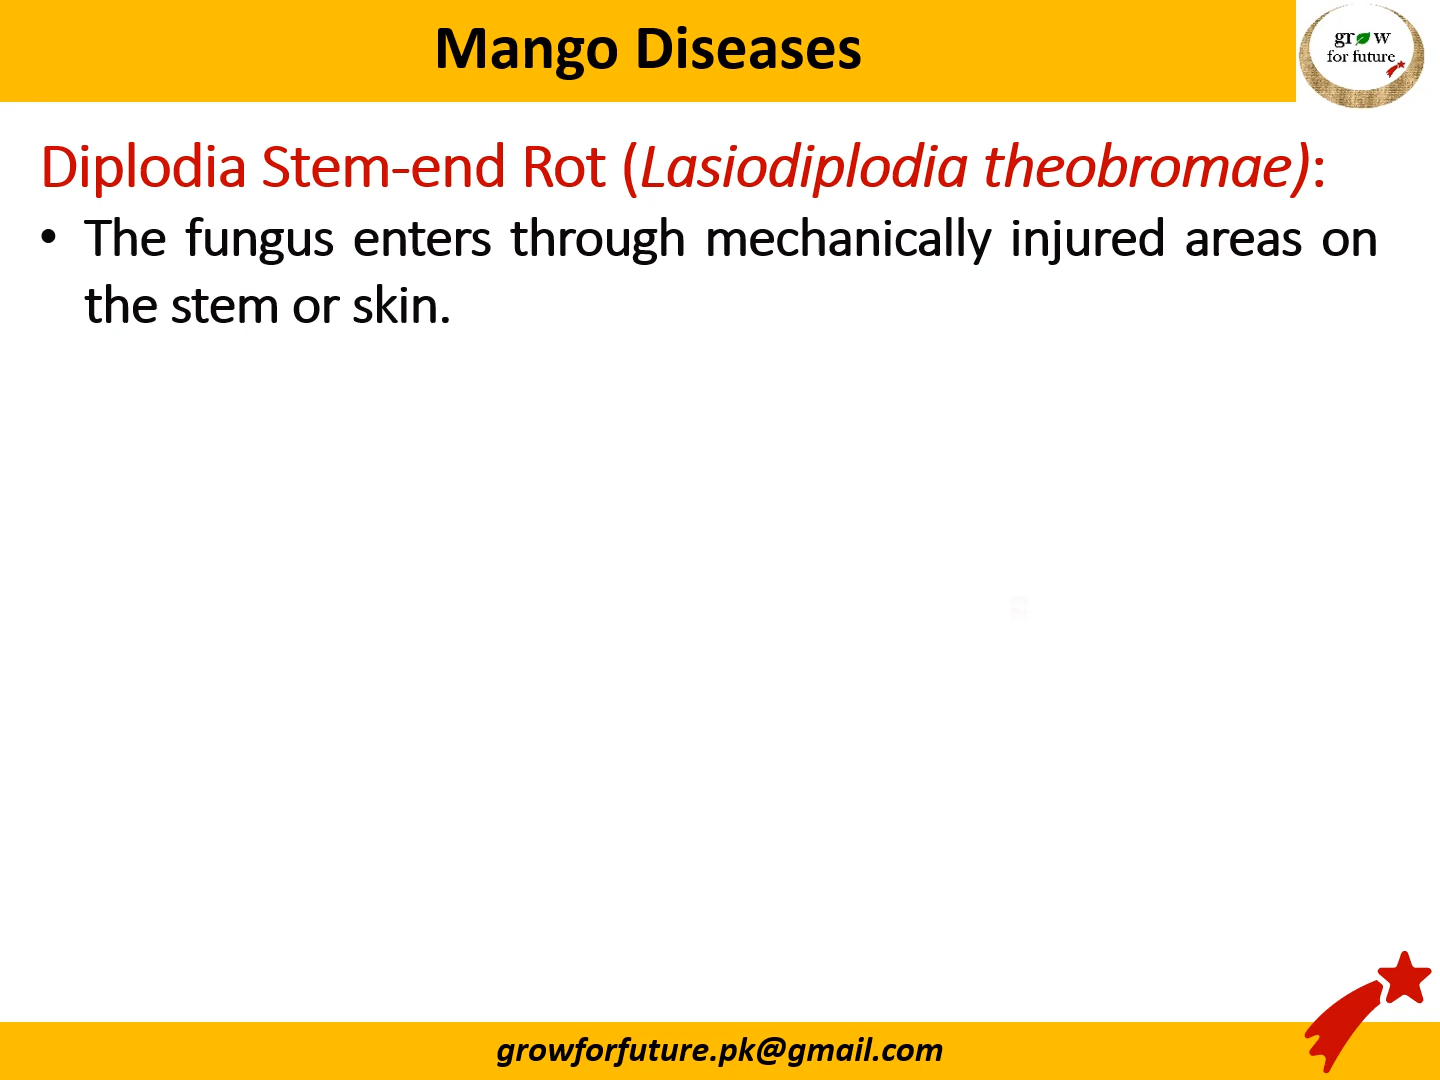 Mango Diseases
gr w
for future
Diplodia Stem-end Rot (Lasiodiplodia theobromae):
• The fungus enters through mechanically injured areas on
the stem or skin.
growforfuture.pk@gmail.com